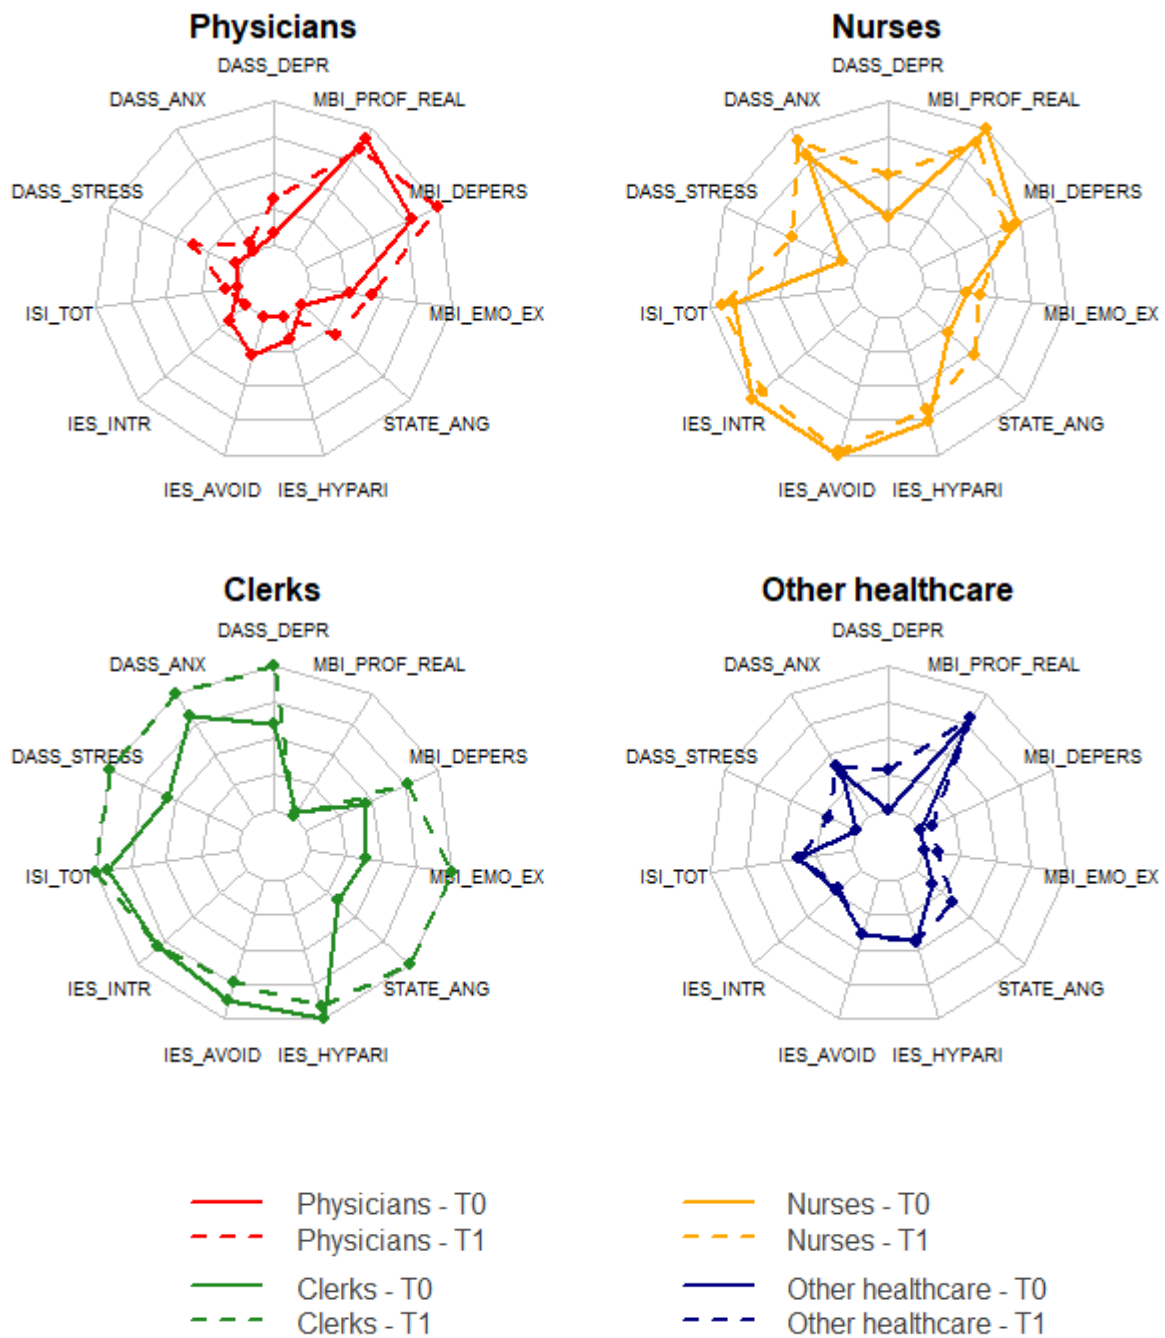 Physicians
DASS_DEPR
DASS_ANX
MBI_PROF_REAL
DASS_STRESS
MBI_DEPERS
ISI_TOT
MBI_EMO_EX
IES_INTR
STATE_ANG
IES_AVOID
IES_HYPARI
Nurses
DASS_DEPR
DASS_ANX
MBI_PROF_REAL
DASS_STRESS
MBI_DEPERS
ISI_TOT
MBI_EMO_EX
IES_INTR
STATE_ANG
IES_AVOID
IES_HYPARI
Clerks
DASS_DEPR
DASS_ANX
MBI_PROF_REAL
DASS_STRESS
MBI_DEPERS
ISI_TOT
MBI_EMO_EX
IES_INTR
STATE_ANG
IES_AVOID
IES_HYPARI
Other healthcare
DASS_DEPR
DASS_ANX
MBI_PROF_REAL
DASS_STRESS
MBI_DEPERS
ISI_TOT
MBI_EMO_EX
IES_INTR
STATE_ANG
IES_AVOID
IES_HYPARI
Physicians - T0
Physicians - T1
Clerks - T0
Clerks - T1
Nurses - T0
Nurses - T1
Other healthcare - T0
Other healthcare - T1